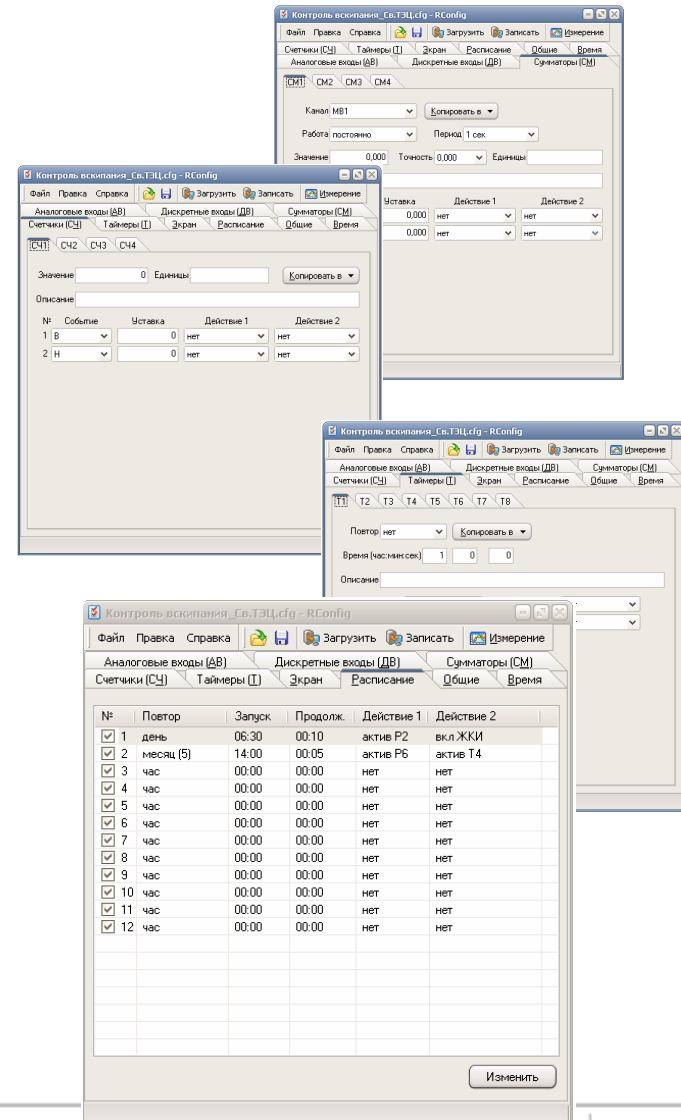 Контроль вскипания_Св.ТЭЦ.cfg - RConfig
Файл Правка Справка Загрузить Записать Измерение
Счетчики (СЧ) Таймеры (Т) Экран Расписание Общие Время
Аналоговые входы (АВ) Дискретные входы (ДВ) Сумматоры (СМ)
СМ1 СМ2 СМ3 СМ4
Канал МВ1 Копировать в
Работа постоянно Период 1 сек
Значение 0,000 Точность 0,000 Единицы
Уставка Действие 1 Действие 2
0,000 нет нет
0,000 нет нет
Контроль вскипания_Св.ТЭЦ.cfg - RConfig
Файл Правка Справка Загрузить Записать Измерение
Аналоговые входы (АВ) Дискретные входы (ДВ) Сумматоры (СМ)
Счетчики (СЧ) Таймеры (Т) Экран Расписание Общие Время
СЧ1 СЧ2 СЧ3 СЧ4
Значение 0 Единицы Копировать в
Описание
№ Событие Уставка Действие 1 Действие 2
1 В 0 нет нет
2 Н 0 нет нет
Контроль вскипания_Св.ТЭЦ.cfg - RConfig
Файл Правка Справка Загрузить Записать Измерение
Аналоговые входы (АВ) Дискретные входы (ДВ) Сумматоры (СМ)
Счетчики (СЧ) Таймеры (Т) Экран Расписание Общие Время
Т1 Т2 Т3 Т4 Т5 Т6 Т7 Т8
Повтор нет Копировать в
Время (час:мин:сек) 1 0 0
Описание
Контроль вскипания_Св.ТЭЦ.cfg - RConfig
Файл Правка Справка Загрузить Записать Измерение
Аналоговые входы (АВ) Дискретные входы (ДВ) Сумматоры (СМ)
Счетчики (СЧ) Таймеры (Т) Экран Расписание Общие Время
№ Повтор Запуск Продолж. Действие 1 Действие 2
1 день 06:30 00:10 актив Р2 вкл ЖКИ
2 месяц (5) 14:00 00:05 актив Р6 актив Т4
3 час 00:00 00:00 нет нет
4 час 00:00 00:00 нет нет
5 час 00:00 00:00 нет нет
6 час 00:00 00:00 нет нет
7 час 00:00 00:00 нет нет
8 час 00:00 00:00 нет нет
9 час 00:00 00:00 нет нет
10 час 00:00 00:00 нет нет
11 час 00:00 00:00 нет нет
12 час 00:00 00:00 нет нет
Изменить